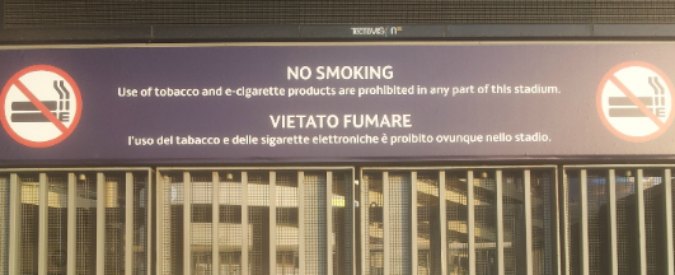 NO SMOKING
Use of tobacco and e-cigarette products are prohibited in any part of this stadium.
VIETATO FUMARE
l'uso del tabacco e delle sigarette elettroniche è proibito ovunque nello stadio.